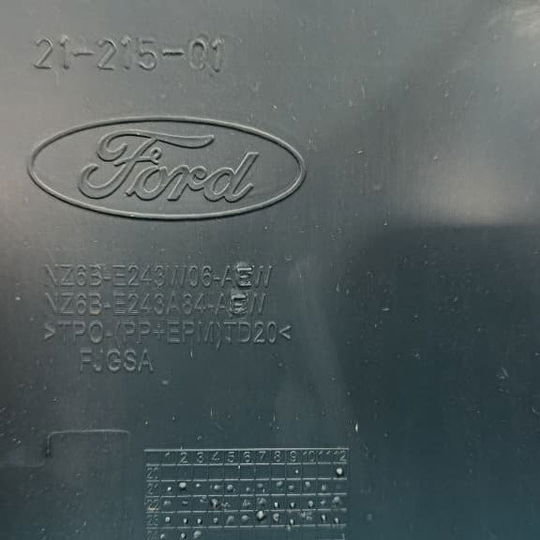 21-215-01
Ford
NZ6B-E243W06-AEW
NZ6B-E243A84-AEW
>TPO-(PP+EPM)TD20<
FJGSA
1 2 3 4 5 6 7 8 9 10 11 12
21